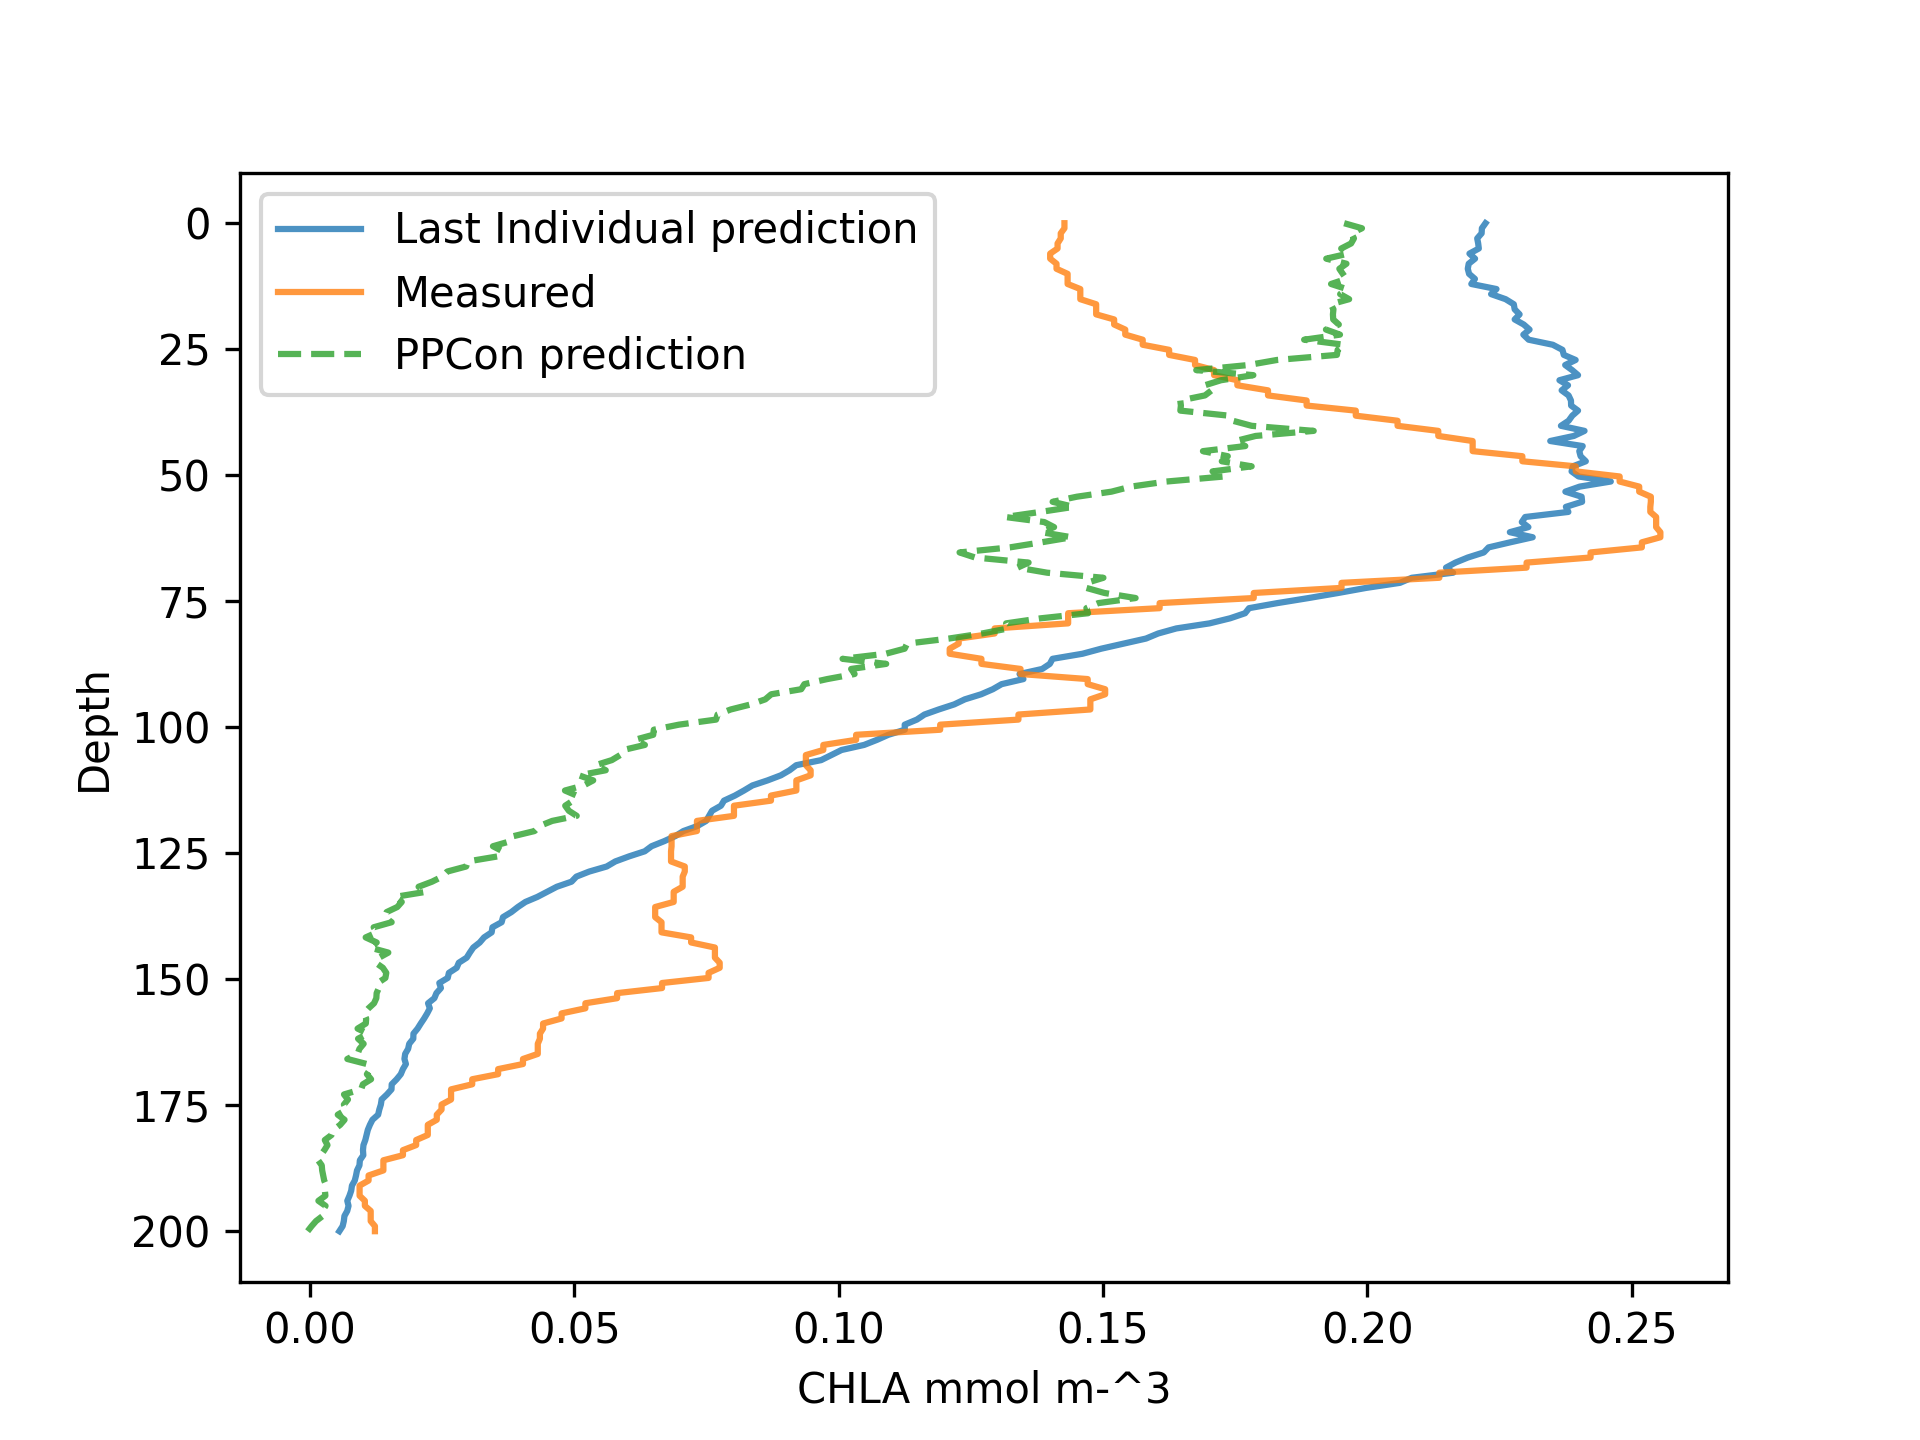 Last Individual prediction
Measured
PPCon prediction
0
25
50
75
100
125
150
175
200
Depth
0.00 0.05 0.10 0.15 0.20 0.25
CHLA mmol m-^3